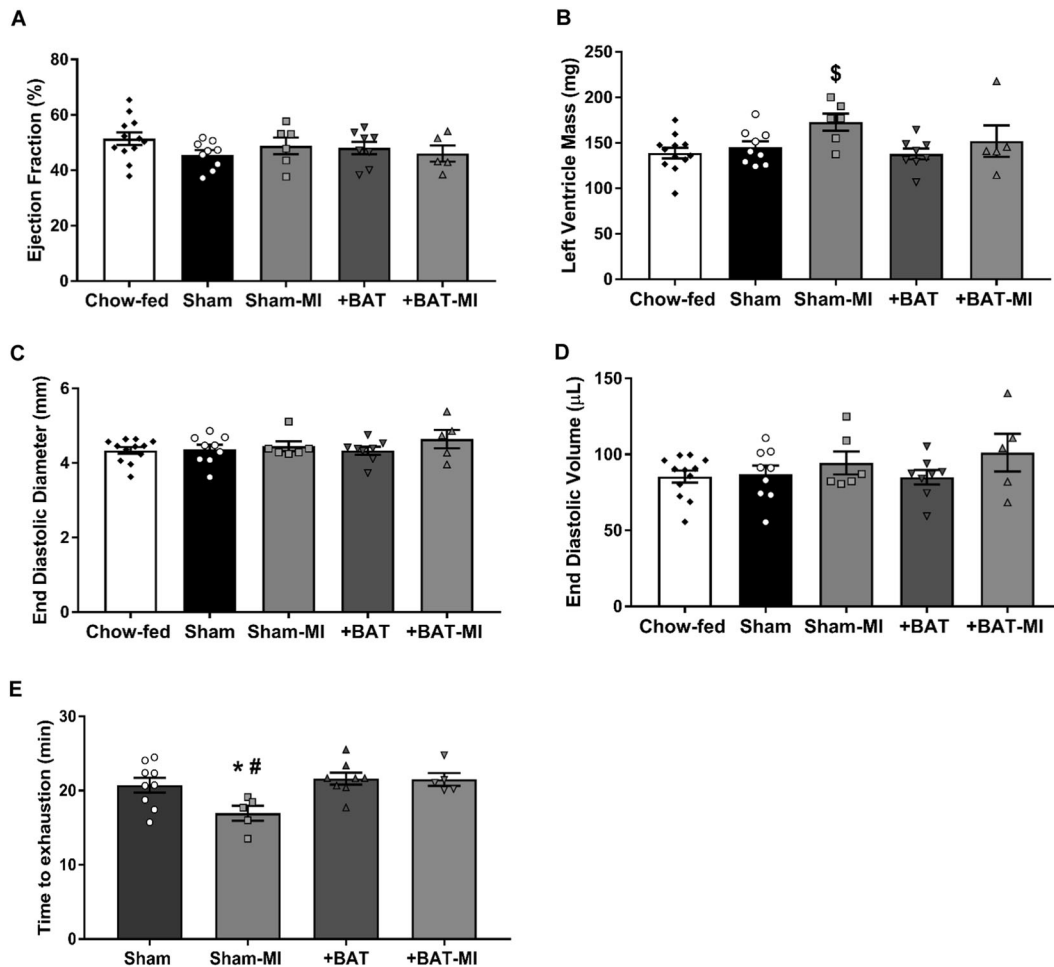 A
Ejection Fraction (%)
80
60
40
20
0
Chow-fed Sham Sham-MI +BAT +BAT-MI
B
Left Ventricle Mass (mg)
250
200
150
100
50
0
$
Chow-fed Sham Sham-MI +BAT +BAT-MI
C
End Diastolic Diameter (mm)
6
4
2
0
Chow-fed Sham Sham-MI +BAT +BAT-MI
D
End Diastolic Volume (µL)
150
100
50
0
Chow-fed Sham Sham-MI +BAT +BAT-MI
E
Time to exhaustion (min)
30
20
10
0
* #
Sham Sham-MI +BAT +BAT-MI